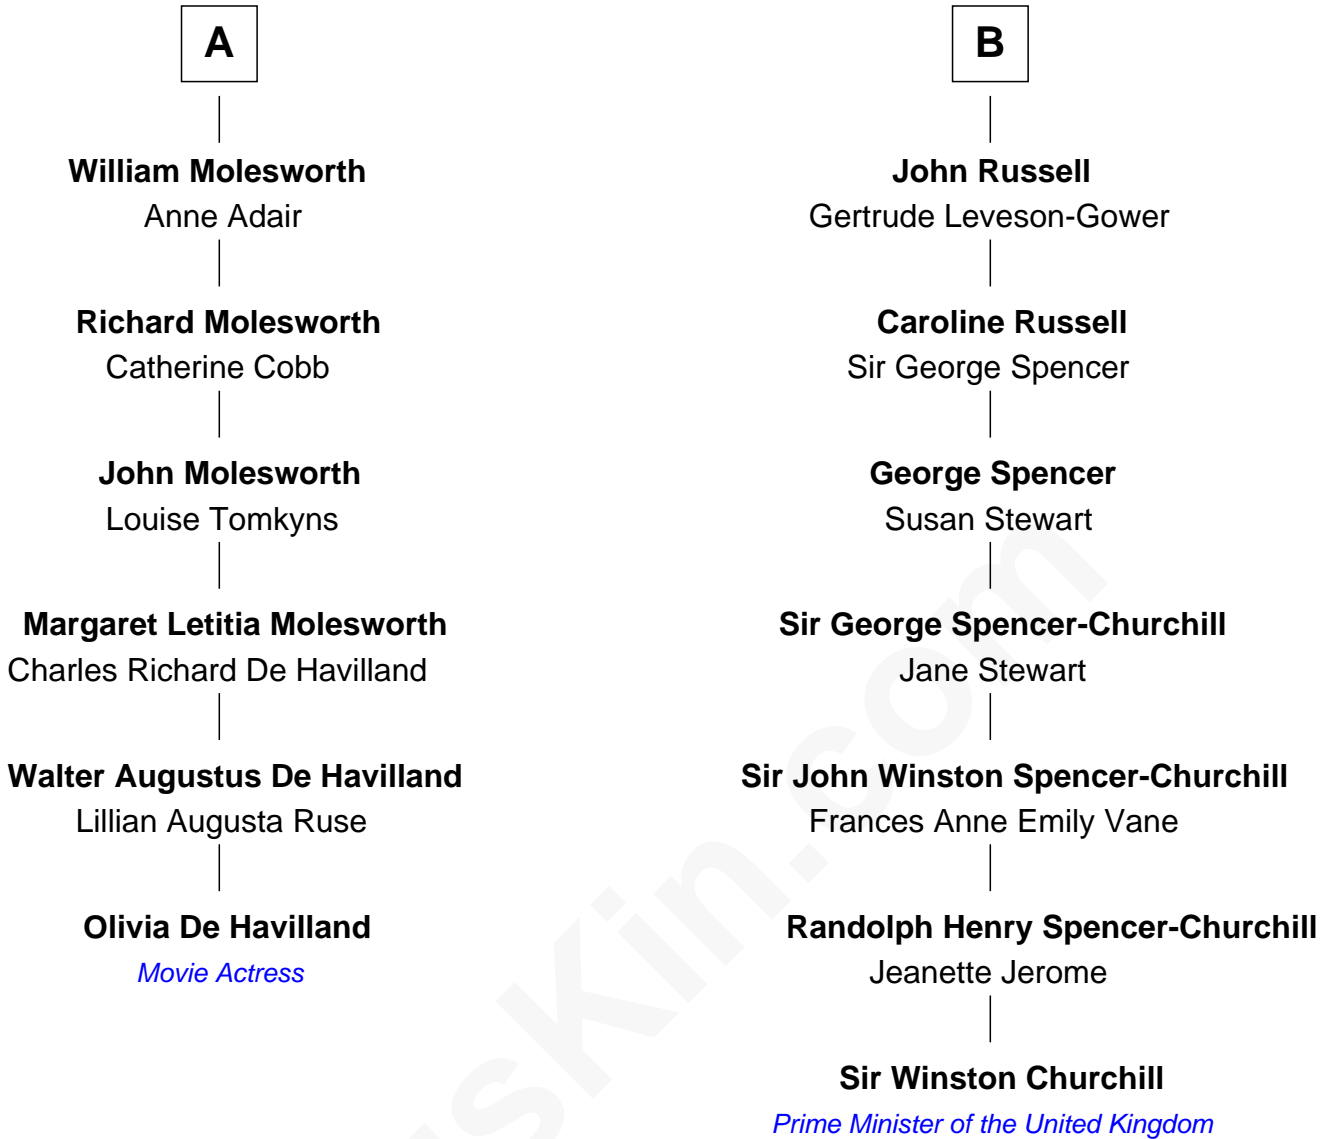 A
William Molesworth
Anne Adair
Richard Molesworth
Catherine Cobb
John Molesworth
Louise Tomkyns
Margaret Letitia Molesworth
Charles Richard De Havilland
Walter Augustus De Havilland
Lillian Augusta Ruse
Olivia De Havilland
Movie Actress
B
John Russell
Gertrude Leveson-Gower
Caroline Russell
Sir George Spencer
George Spencer
Susan Stewart
Sir George Spencer-Churchill
Jane Stewart
Sir John Winston Spencer-Churchill
Frances Anne Emily Vane
Randolph Henry Spencer-Churchill
Jeanette Jerome
Sir Winston Churchill
Prime Minister of the United Kingdom